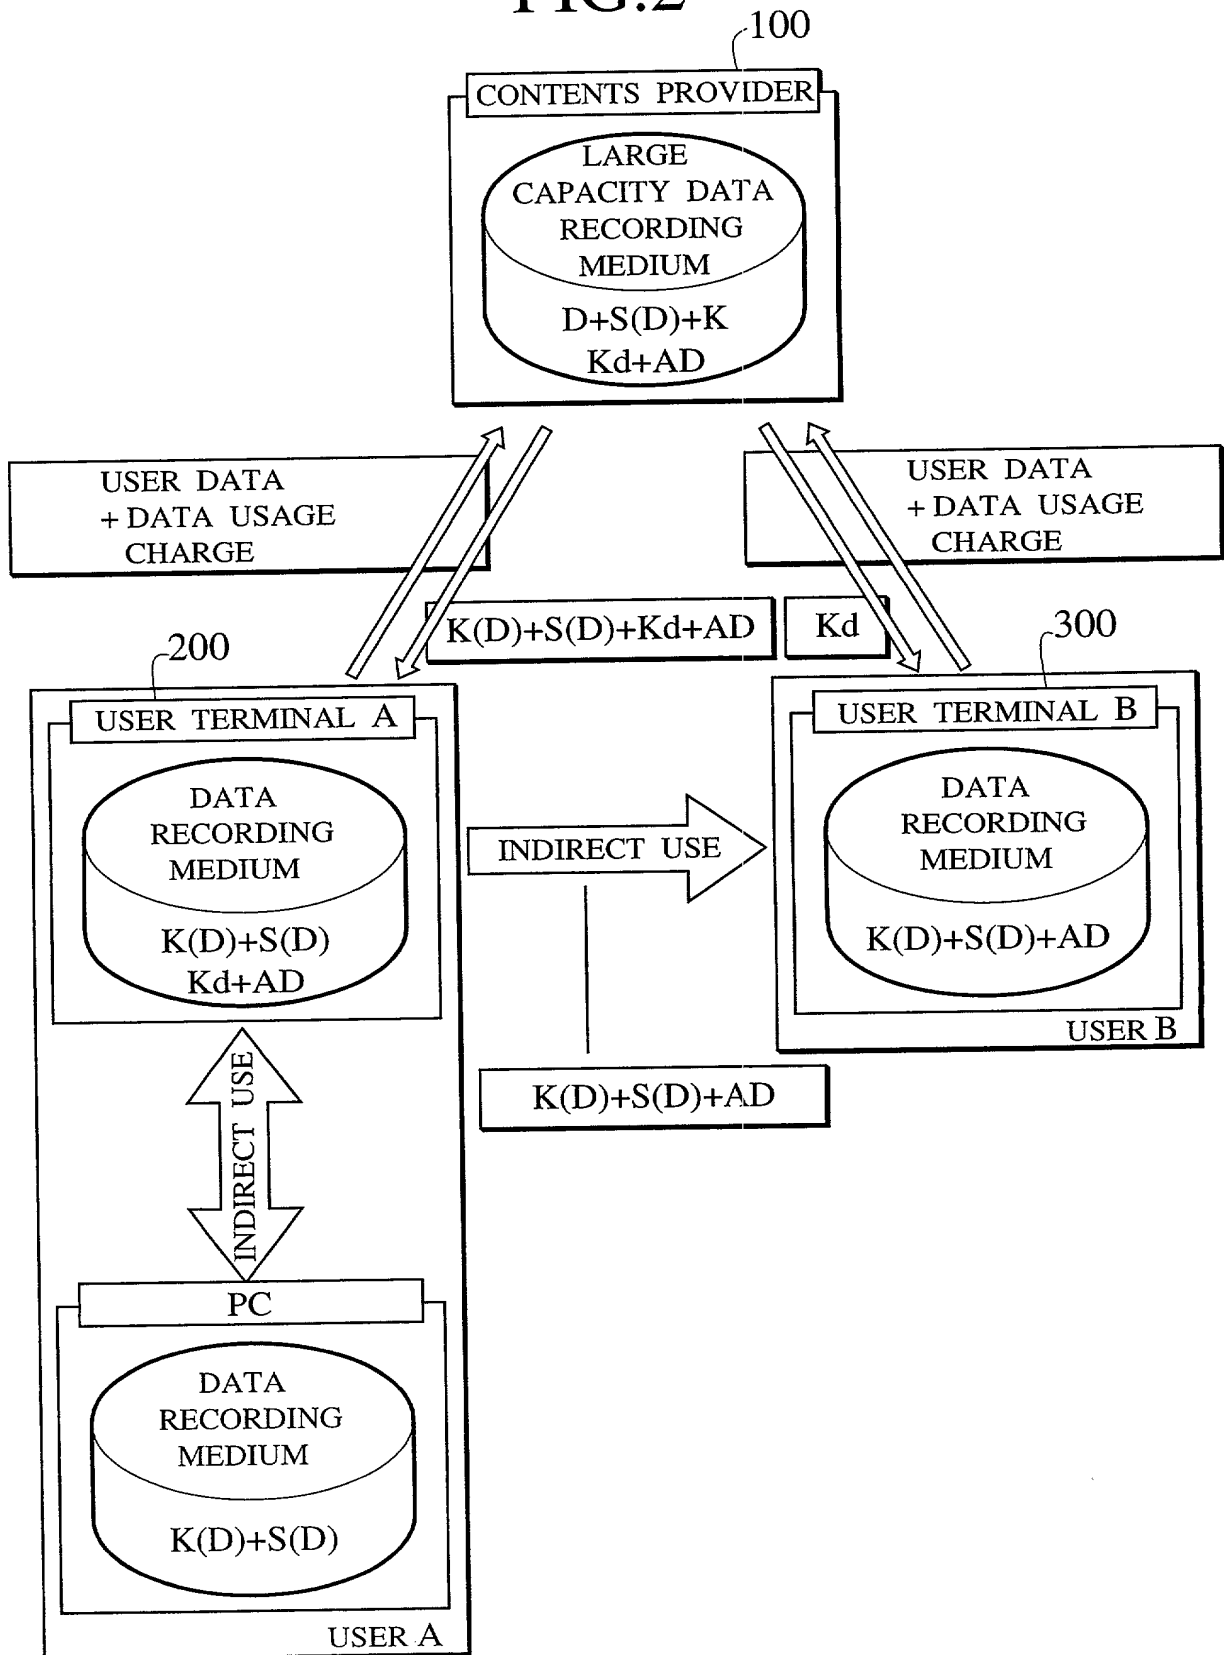 FIG.2
100
CONTENTS PROVIDER
LARGE
CAPACITY DATA
RECORDING
MEDIUM
D+S(D)+K
Kd+AD
USER DATA
+ DATA USAGE
CHARGE
USER DATA
+ DATA USAGE
CHARGE
K(D)+S(D)+Kd+AD
Kd
200
300
USER TERMINAL A
DATA
RECORDING
MEDIUM
K(D)+S(D)
Kd+AD
INDIRECT USE
USER TERMINAL B
DATA
RECORDING
MEDIUM
K(D)+S(D)+AD
USER B
K(D)+S(D)+AD
INDIRECT USE
PC
DATA
RECORDING
MEDIUM
K(D)+S(D)
USER A